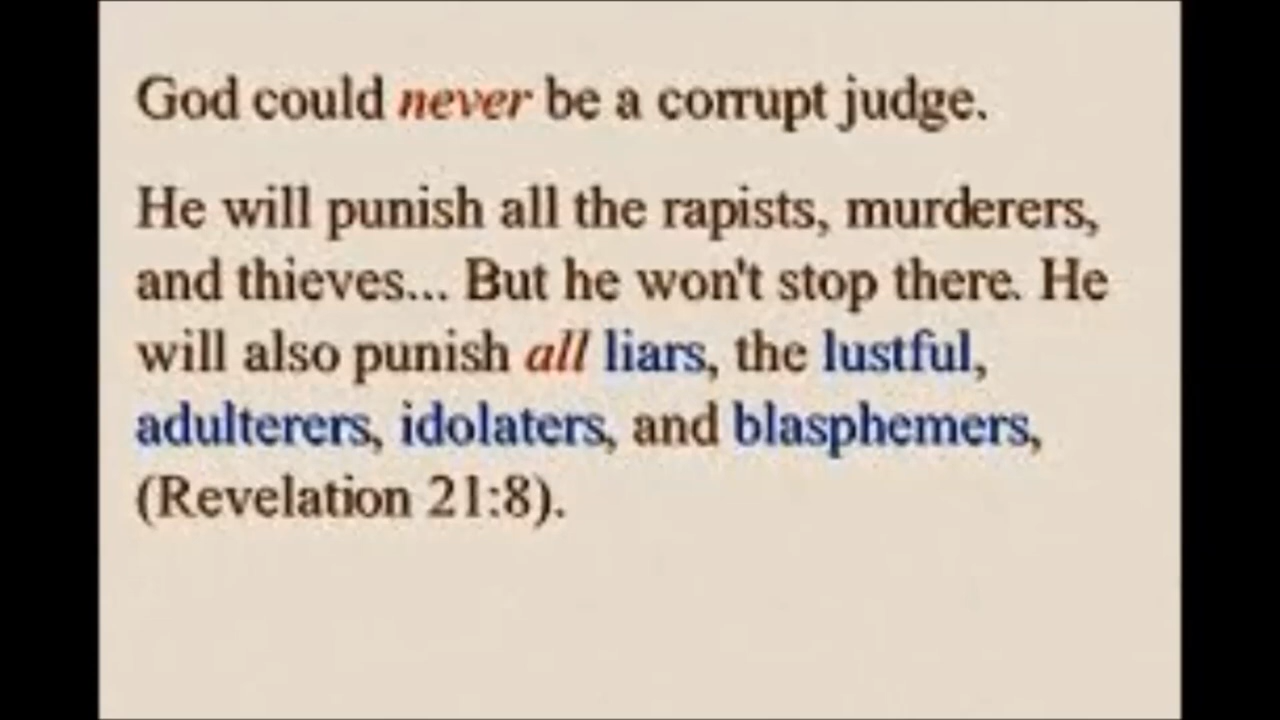 God could never be a corrupt judge.
He will punish all the rapists, murderers,
and thieves... But he won't stop there. He
will also punish all liars, the lustful,
adulterers, idolaters, and blasphemers,
(Revelation 21:8).